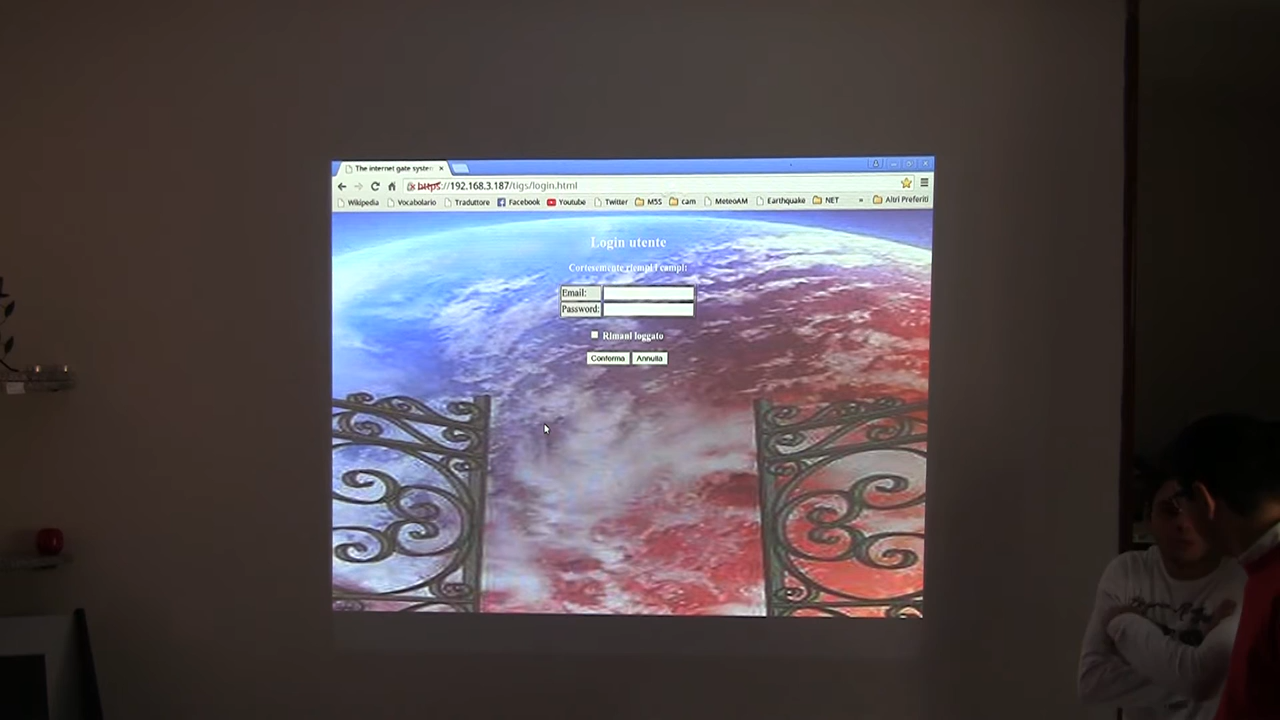 The internet gate system
https://192.168.3.187/tigs/login.html
Wikipedia Vocabolario Traduttore Facebook Youtube Twitter M5S cam MeteoAM Earthquake NET » Altri Preferiti
Login utente
Cortesemente riempi i campi:
Email:
Password:
Rimani loggato
Conferma Annulla